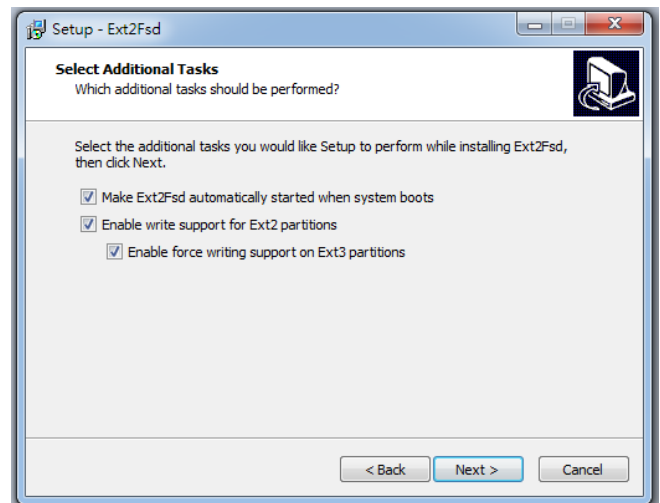 Setup - Ext2Fsd
Select Additional Tasks
Which additional tasks should be performed?
Select the additional tasks you would like Setup to perform while installing Ext2Fsd,
then click Next.
Make Ext2Fsd automatically started when system boots
Enable write support for Ext2 partitions
Enable force writing support on Ext3 partitions
< Back Next > Cancel